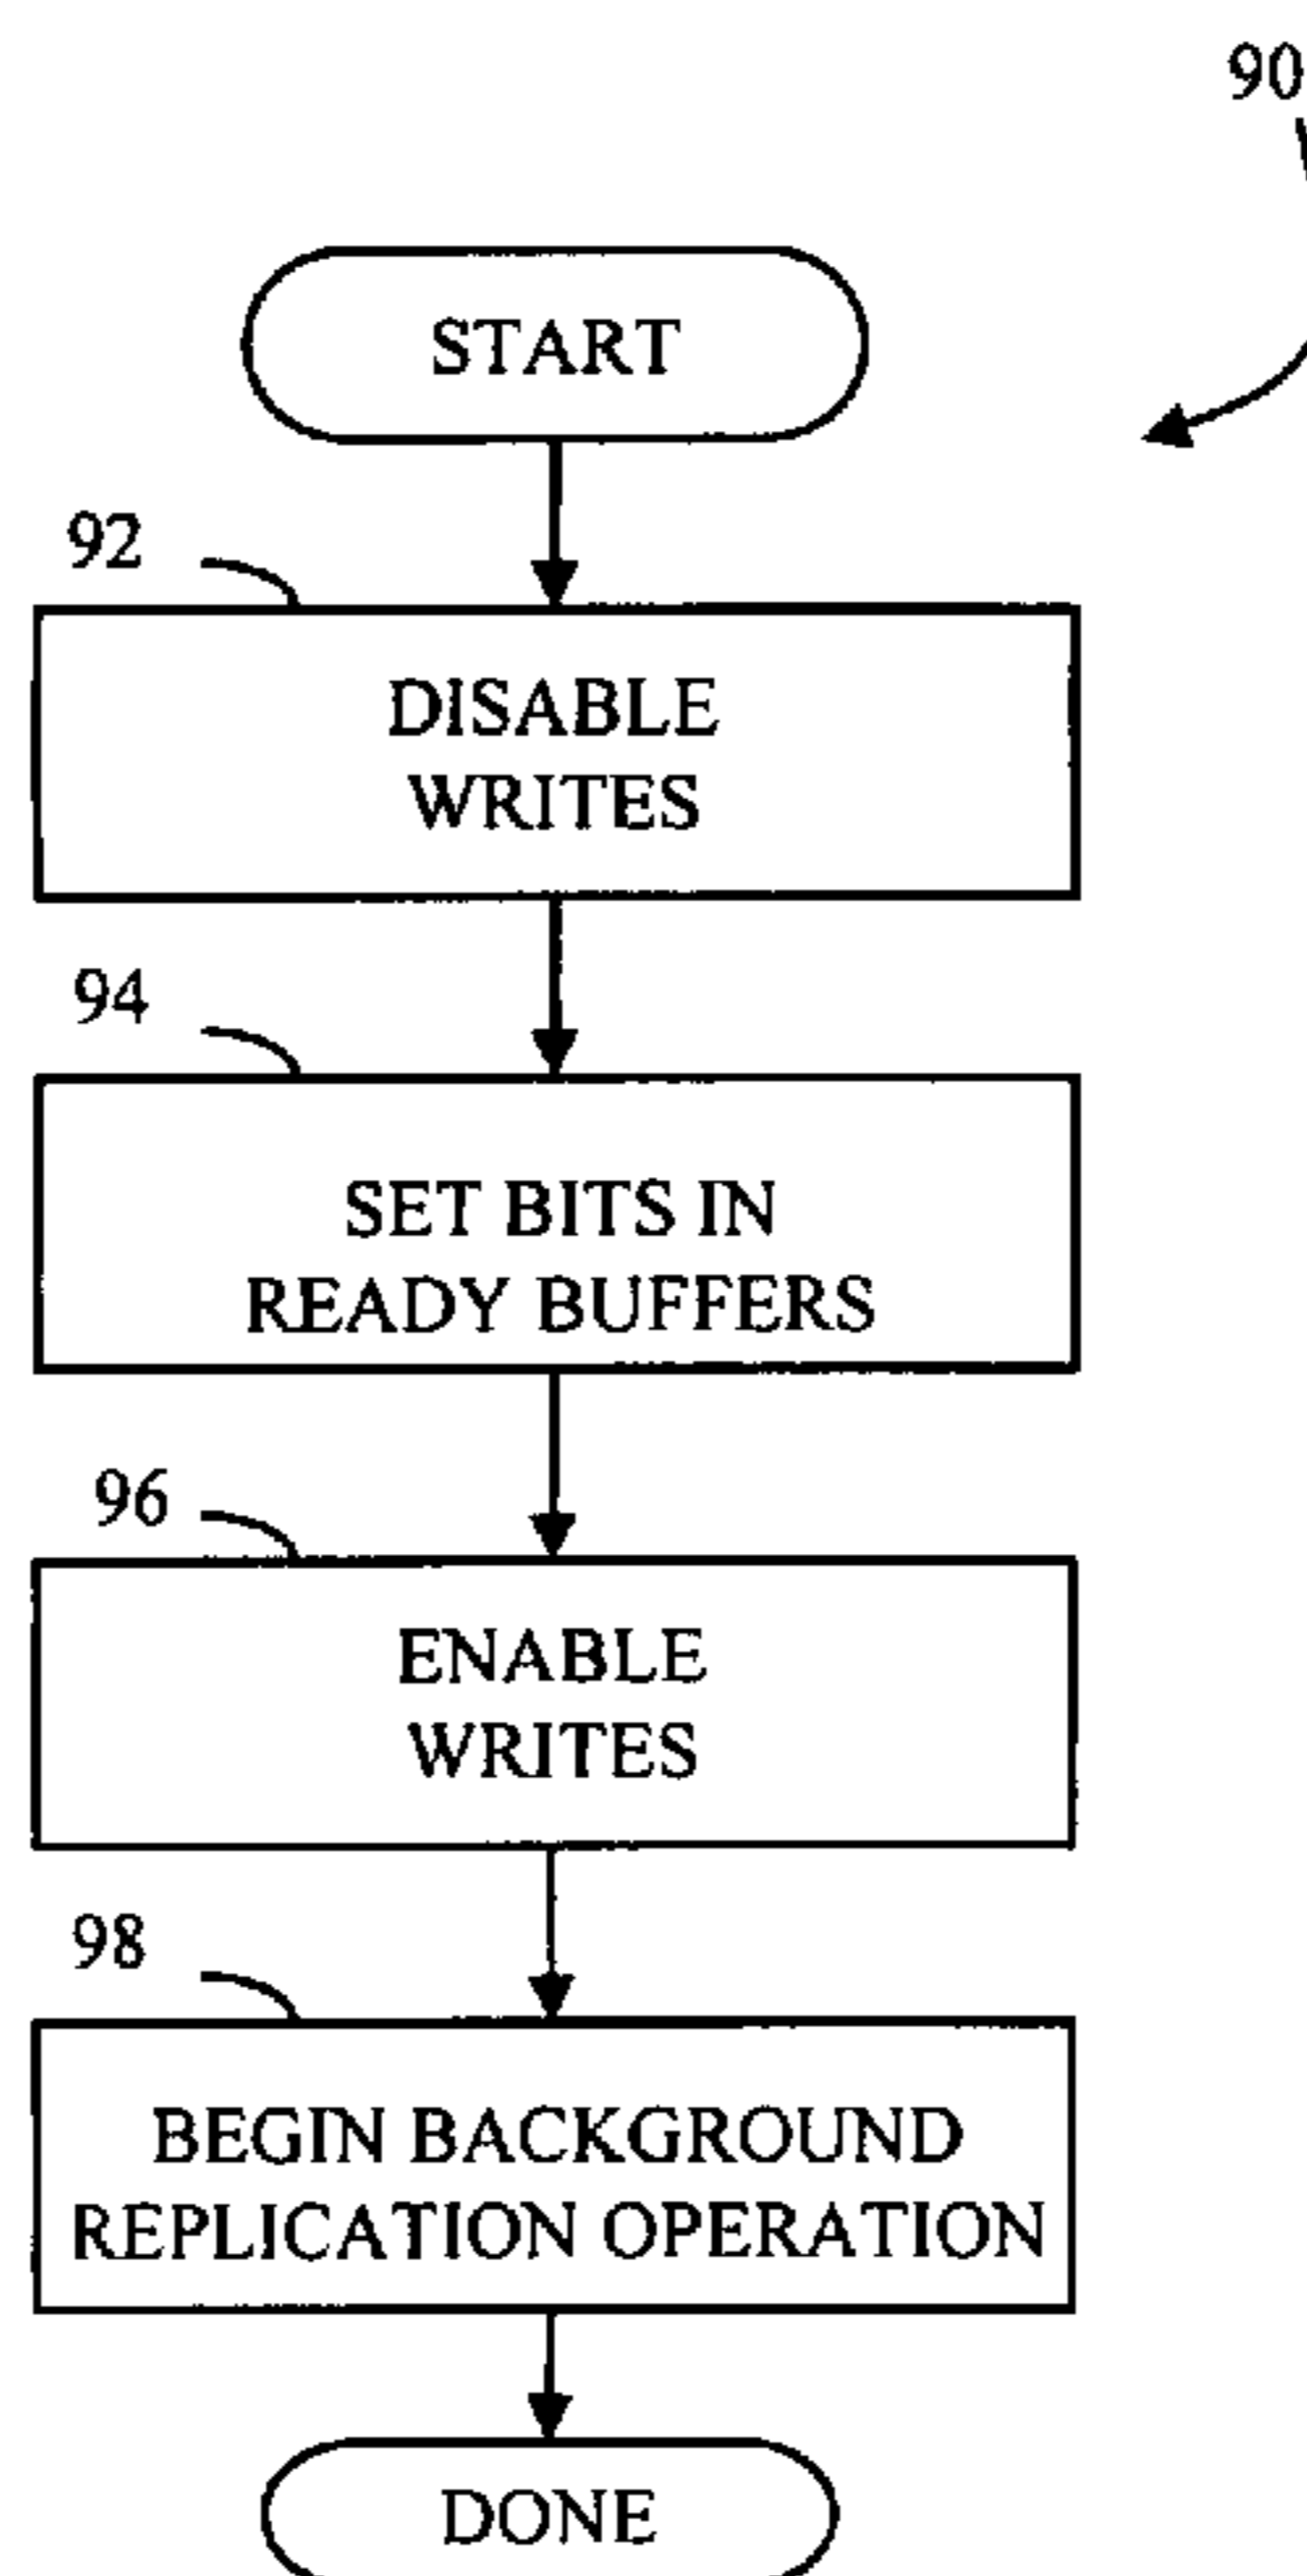 90
START
92
DISABLE
WRITES
94
SET BITS IN
READY BUFFERS
96
ENABLE
WRITES
98
BEGIN BACKGROUND
REPLICATION OPERATION
DONE